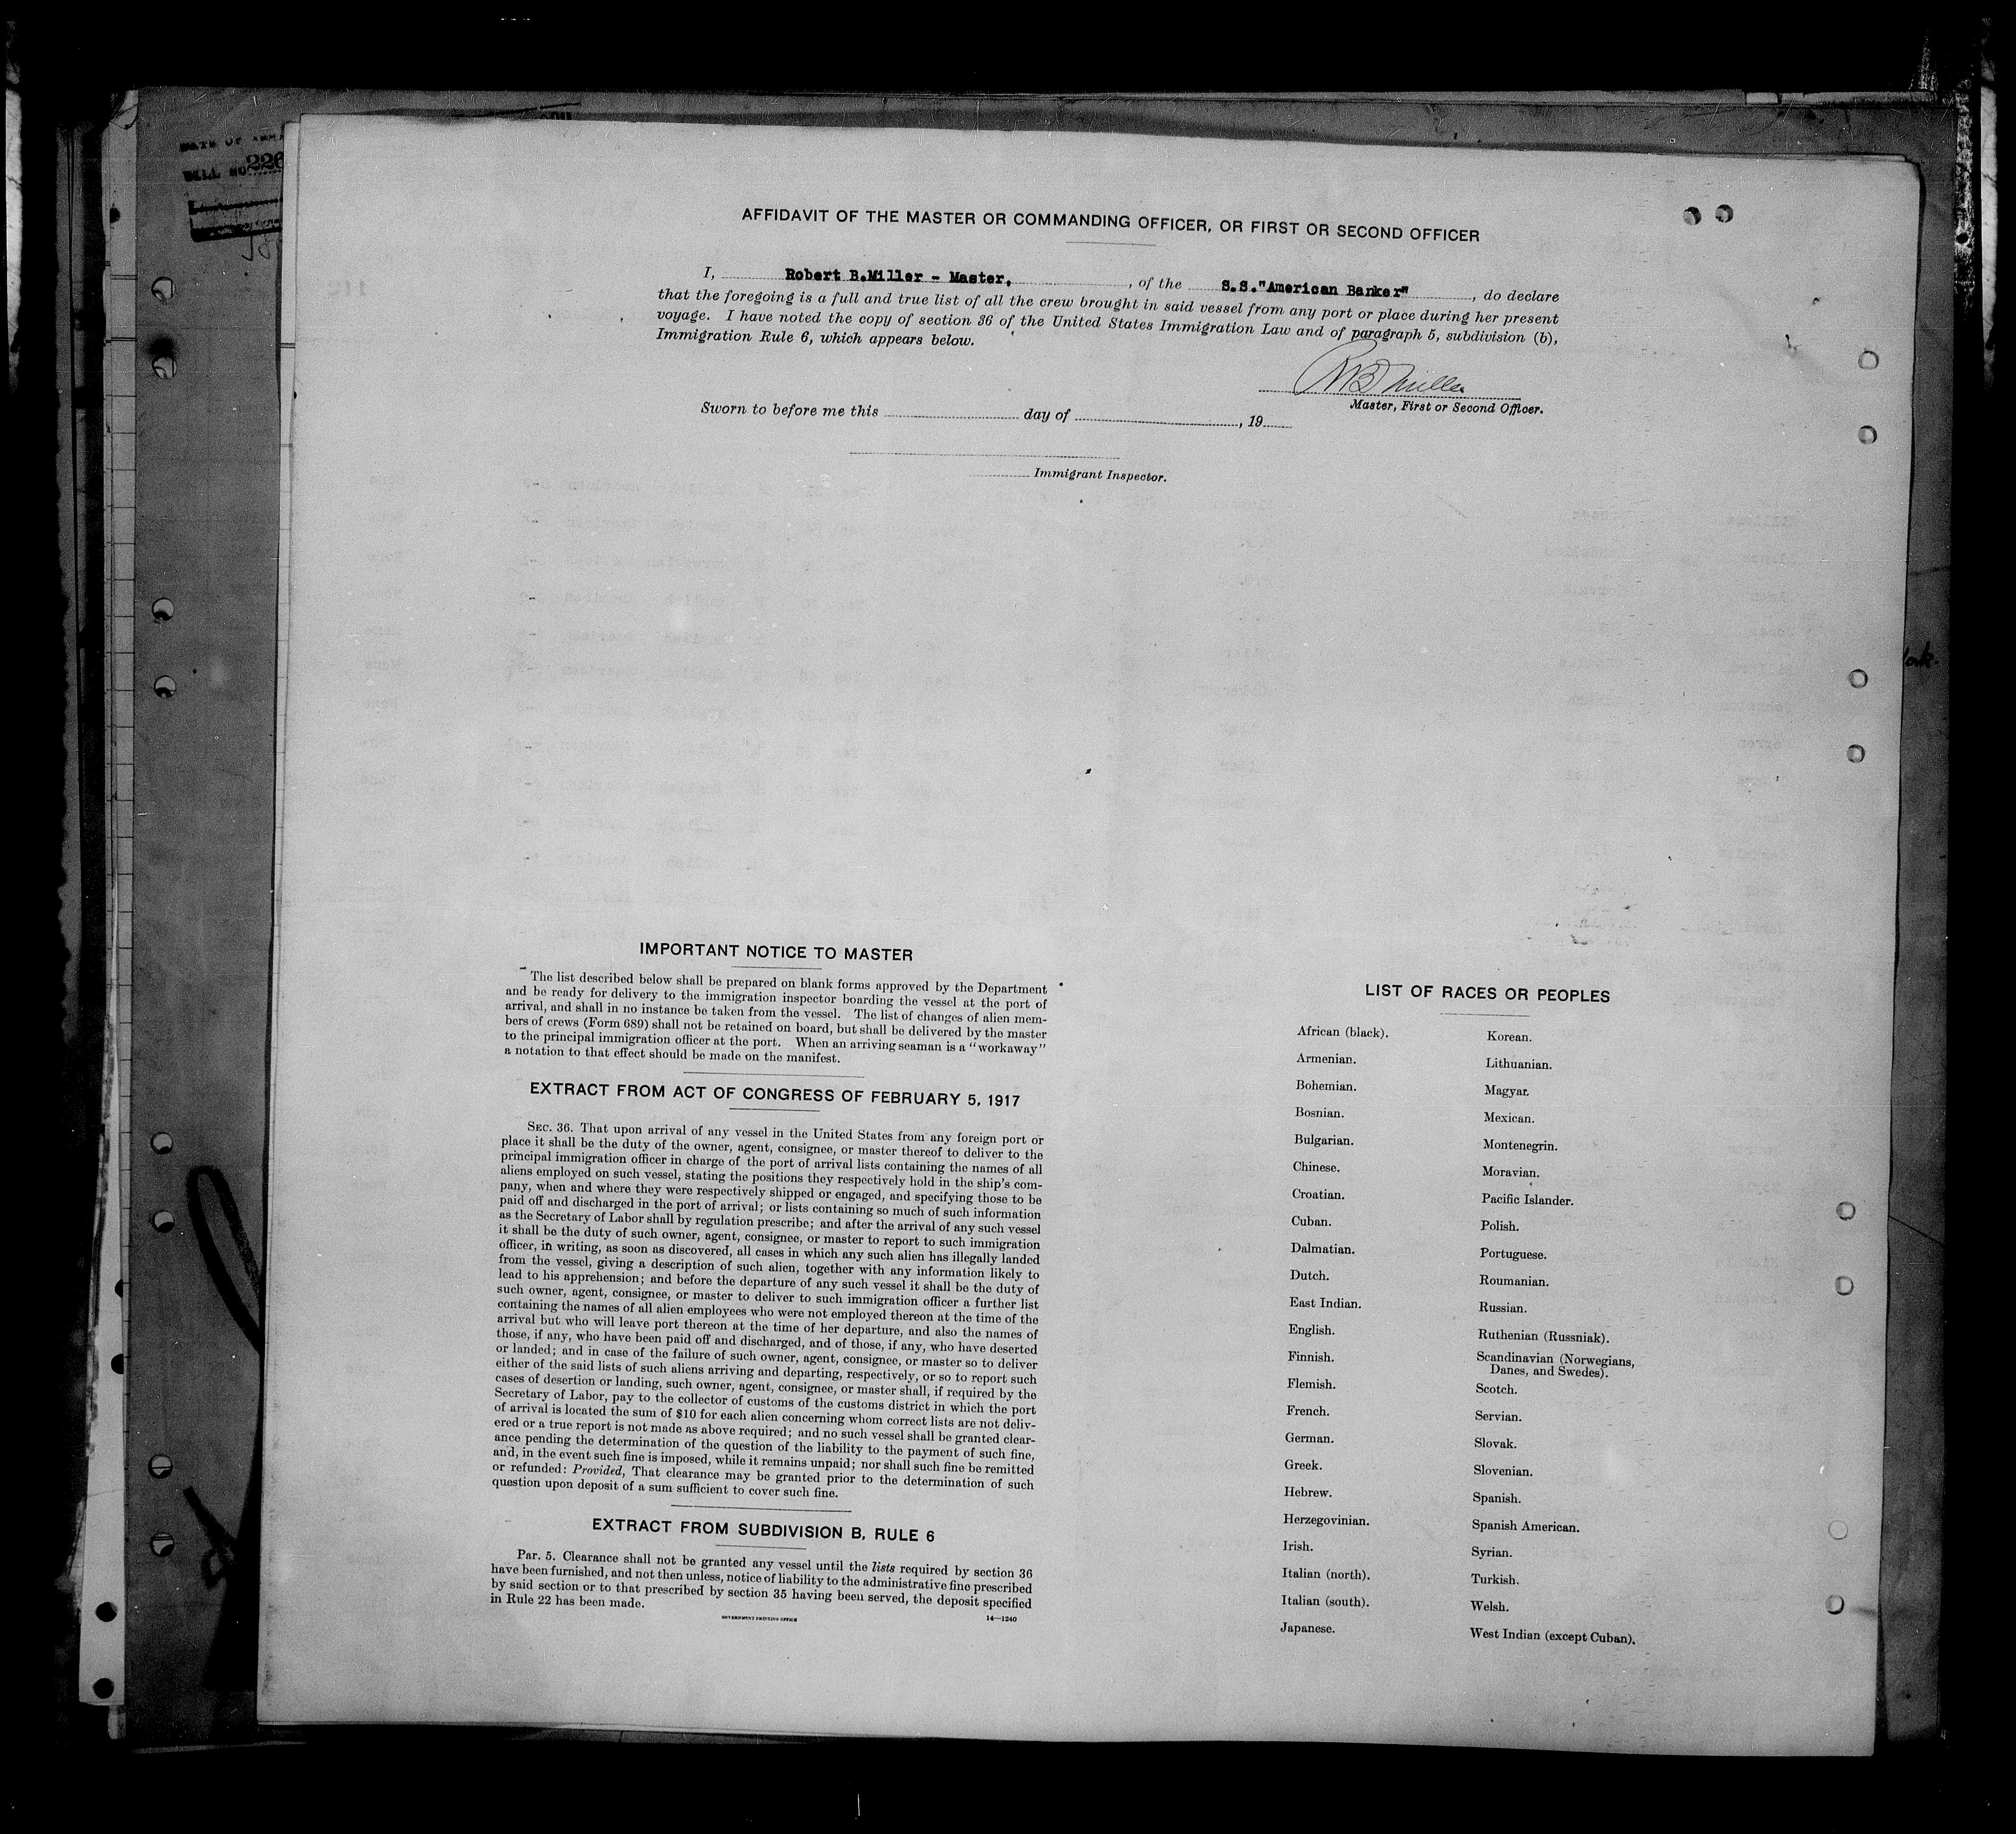 BILL NO. 226
AFFIDAVIT OF THE MASTER OR COMMANDING OFFICER, OR FIRST OR SECOND OFFICER
I, Robert B.Miller - Master, , of the S.S."American Banker" , do declare
that the foregoing is a full and true list of all the crew brought in said vessel from any port or place during her present
voyage. I have noted the copy of section 36 of the United States Immigration Law and of paragraph 5, subdivision (b),
Immigration Rule 6, which appears below.
RB Miller
Master, First or Second Officer.
Sworn to before me this day of , 19
Immigrant Inspector.
IMPORTANT NOTICE TO MASTER
The list described below shall be prepared on blank forms approved by the Department
and be ready for delivery to the immigration inspector boarding the vessel at the port of
arrival, and shall in no instance be taken from the vessel. The list of changes of alien mem-
bers of crews (Form 689) shall not be retained on board, but shall be delivered by the master
to the principal immigration officer at the port. When an arriving seaman is a "workaway"
a notation to that effect should be made on the manifest.
EXTRACT FROM ACT OF CONGRESS OF FEBRUARY 5, 1917
SEC. 36. That upon arrival of any vessel in the United States from any foreign port or
place it shall be the duty of the owner, agent, consignee, or master thereof to deliver to the
principal immigration officer in charge of the port of arrival lists containing the names of all
aliens employed on such vessel, stating the positions they respectively hold in the ship's com-
pany, when and where they were respectively shipped or engaged, and specifying those to be
paid off and discharged in the port of arrival; or lists containing so much of such information
as the Secretary of Labor shall by regulation prescribe; and after the arrival of any such vessel
it shall be the duty of such owner, agent, consignee, or master to report to such immigration
officer, in writing, as soon as discovered, all cases in which any such alien has illegally landed
from the vessel, giving a description of such alien, together with any information likely to
lead to his apprehension; and before the departure of any such vessel it shall be the duty of
such owner, agent, consignee, or master to deliver to such immigration officer a further list
containing the names of all alien employees who were not employed thereon at the time of the
arrival but who will leave port thereon at the time of her departure, and also the names of
those, if any, who have been paid off and discharged, and of those, if any, who have deserted
or landed; and in case of the failure of such owner, agent, consignee, or master so to deliver
either of the said lists of such aliens arriving and departing, respectively, or so to report such
cases of desertion or landing, such owner, agent, consignee, or master shall, if required by the
Secretary of Labor, pay to the collector of customs of the customs district in which the port
of arrival is located the sum of $10 for each alien concerning whom correct lists are not deliv-
ered or a true report is not made as above required; and no such vessel shall be granted clear-
ance pending the determination of the question of the liability to the payment of such fine,
and, in the event such fine is imposed, while it remains unpaid; nor shall such fine be remitted
or refunded: Provided, That clearance may be granted prior to the determination of such
question upon deposit of a sum sufficient to cover such fine.
EXTRACT FROM SUBDIVISION B, RULE 6
Par. 5. Clearance shall not be granted any vessel until the lists required by section 36
have been furnished, and not then unless, notice of liability to the administrative fine prescribed
by said section or to that prescribed by section 35 having been served, the deposit specified
in Rule 22 has been made.
GOVERNMENT PRINTING OFFICE 14—1240
LIST OF RACES OR PEOPLES
African (black).
Armenian.
Bohemian.
Bosnian.
Bulgarian.
Chinese.
Croatian.
Cuban.
Dalmatian.
Dutch.
East Indian.
English.
Finnish.
Flemish.
French.
German.
Greek.
Hebrew.
Herzegovinian.
Irish.
Italian (north).
Italian (south).
Japanese.
Korean.
Lithuanian.
Magyar.
Mexican.
Montenegrin.
Moravian.
Pacific Islander.
Polish.
Portuguese.
Roumanian.
Russian.
Ruthenian (Russniak).
Scandinavian (Norwegians,
Danes, and Swedes).
Scotch.
Servian.
Slovak.
Slovenian.
Spanish.
Spanish American.
Syrian.
Turkish.
Welsh.
West Indian (except Cuban).